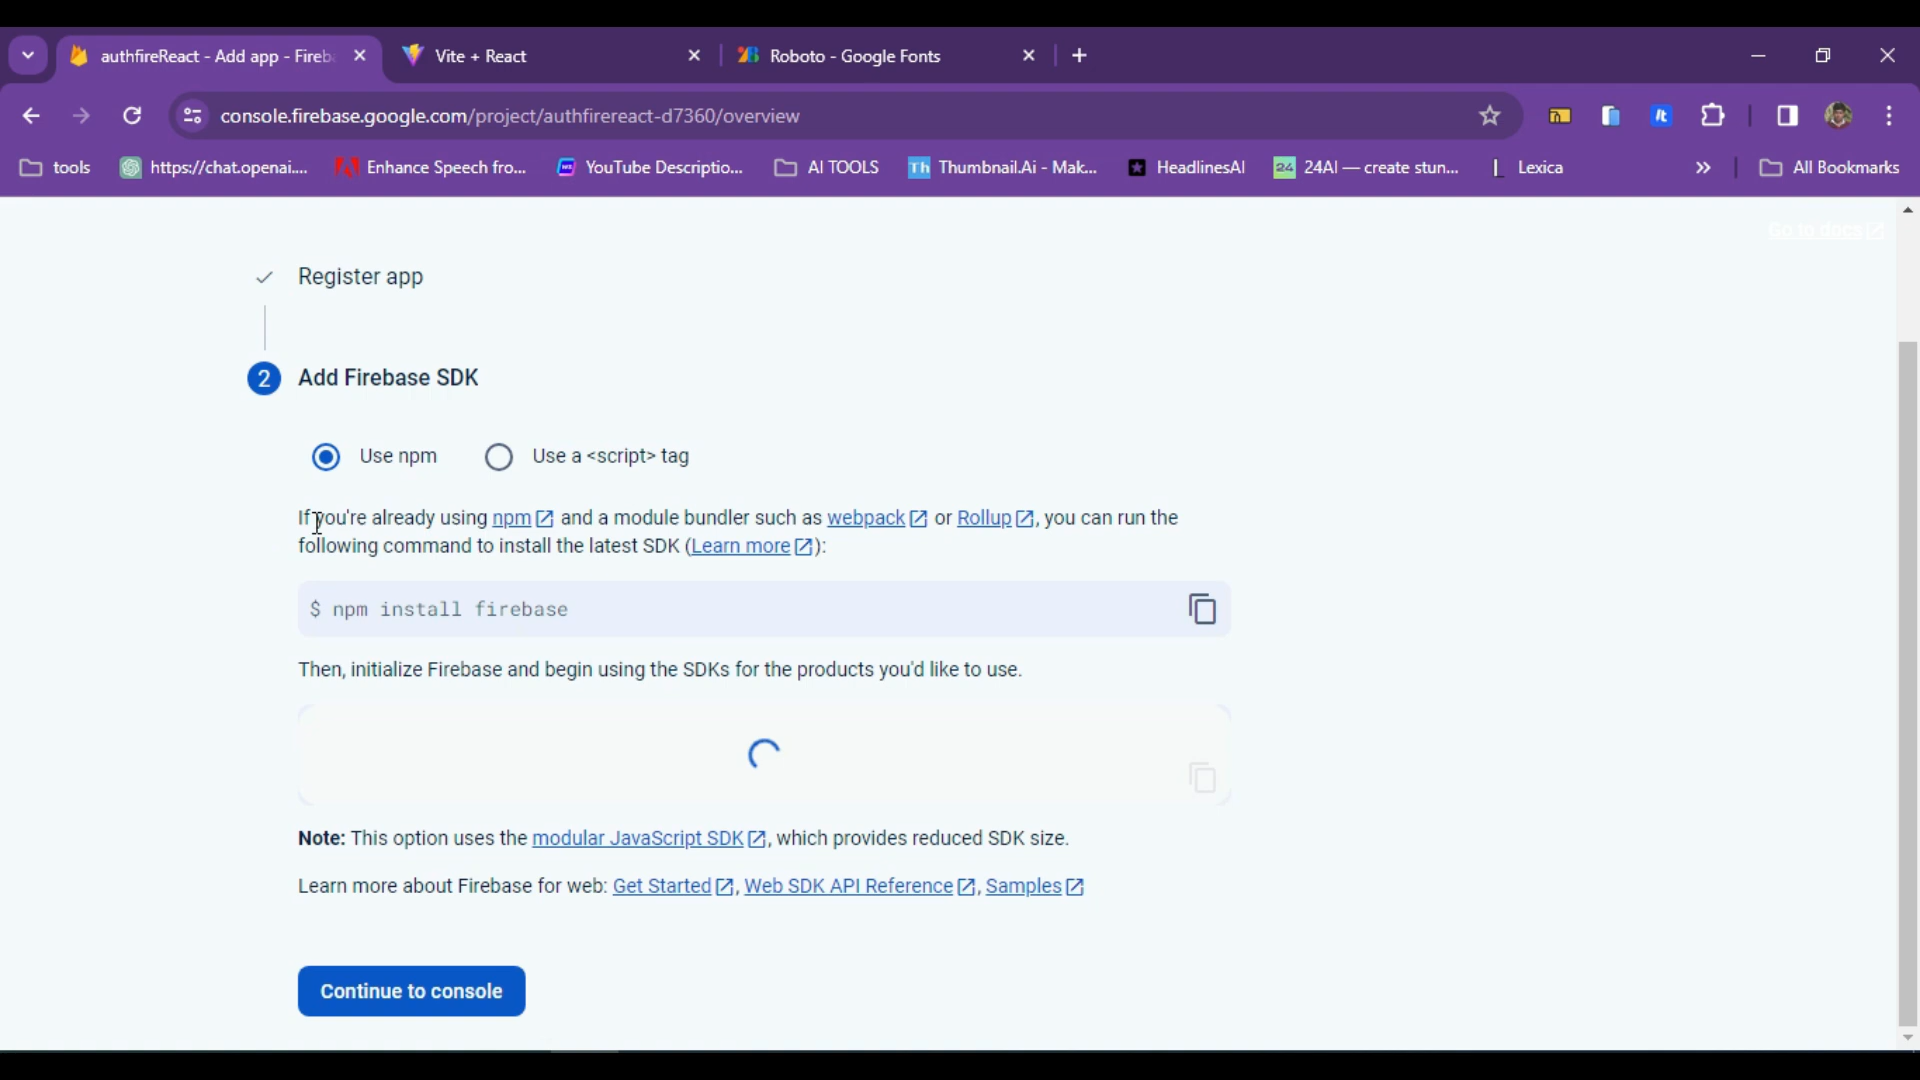 authfireReact - Add app - Fireb
Vite + React
Roboto - Google Fonts
console.firebase.google.com/project/authfirereact-d7360/overview
tools
https://chat.openai....
Enhance Speech fro...
YouTube Descriptio...
AI TOOLS
Th Thumbnail.Ai - Mak...
HeadlinesAI
24 24AI — create stun...
Lexica
»
All Bookmarks
Go to docs
Register app
2 Add Firebase SDK
Use npm
Use a <script> tag
If you're already using npm and a module bundler such as webpack or Rollup, you can run the
following command to install the latest SDK (Learn more):
$ npm install firebase
Then, initialize Firebase and begin using the SDKs for the products you'd like to use.
Note: This option uses the modular JavaScript SDK, which provides reduced SDK size.
Learn more about Firebase for web: Get Started, Web SDK API Reference, Samples
Continue to console